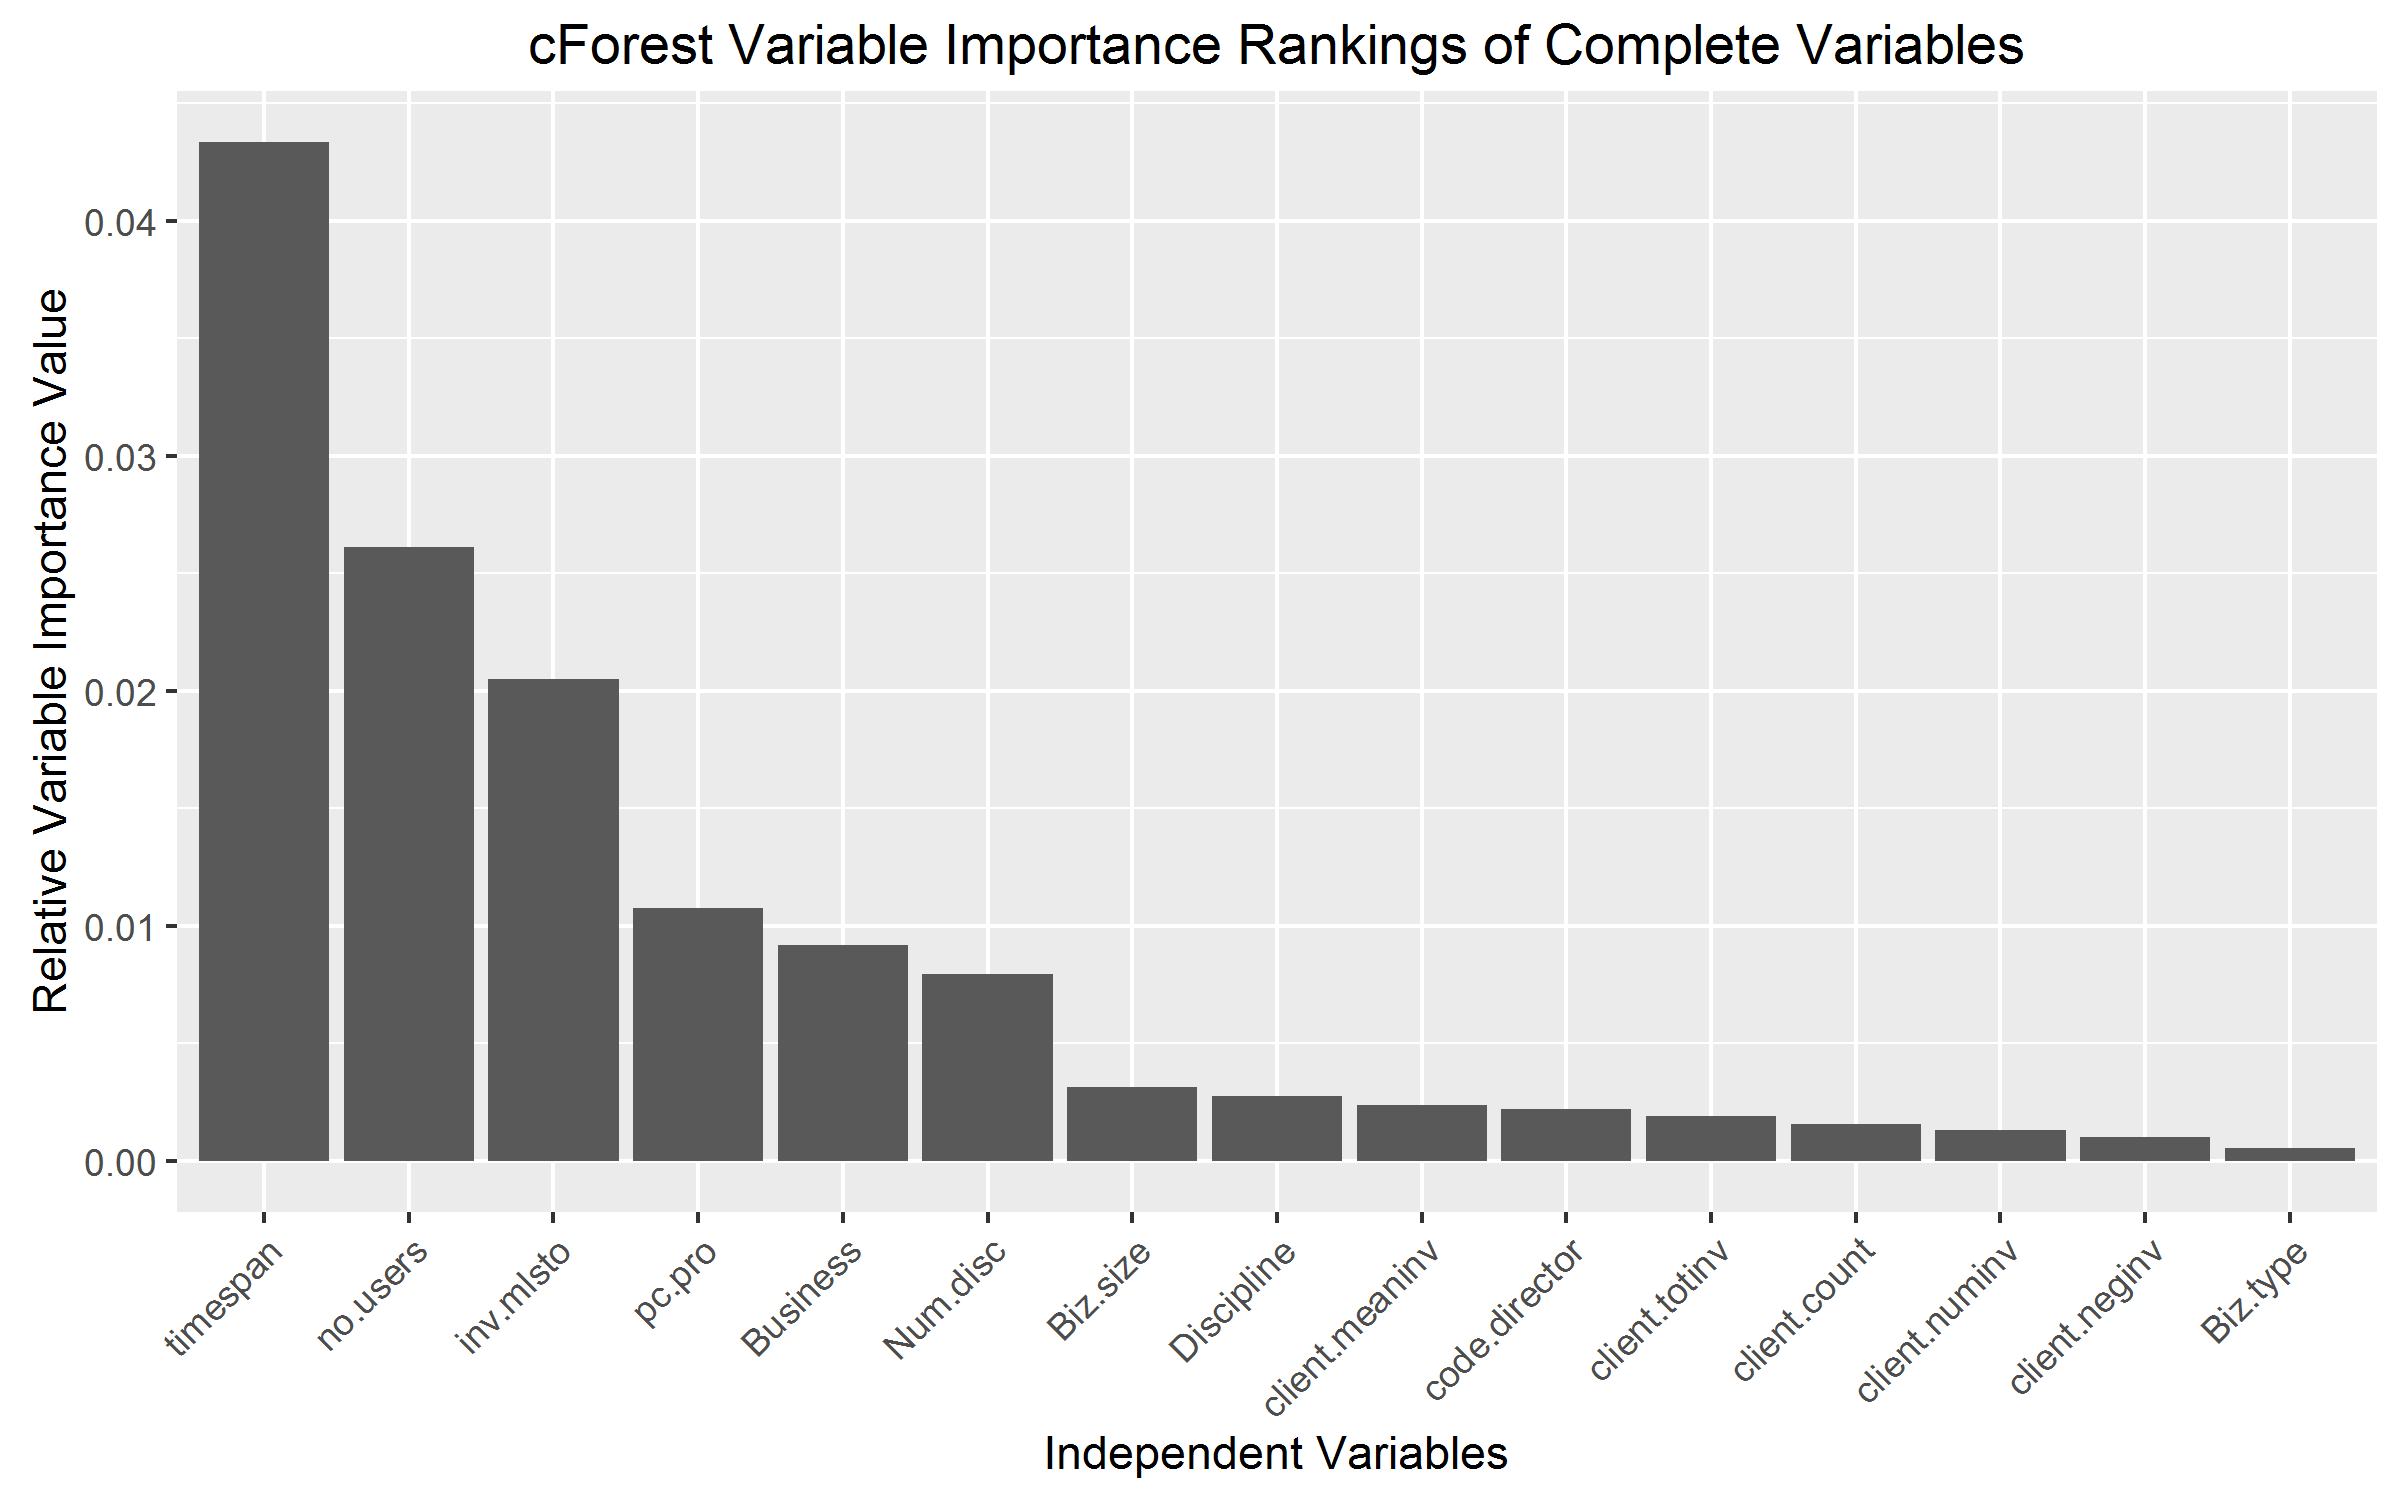 cForest Variable Importance Rankings of Complete Variables
Relative Variable Importance Value
0.04
0.03
0.02
0.01
0.00
timespan
no.users
inv.mlsto
pc.pro
Business
Num.disc
Biz.size
Discipline
client.meaninv
code.director
client.totinv
client.count
client.numinv
client.neginv
Biz.type
Independent Variables